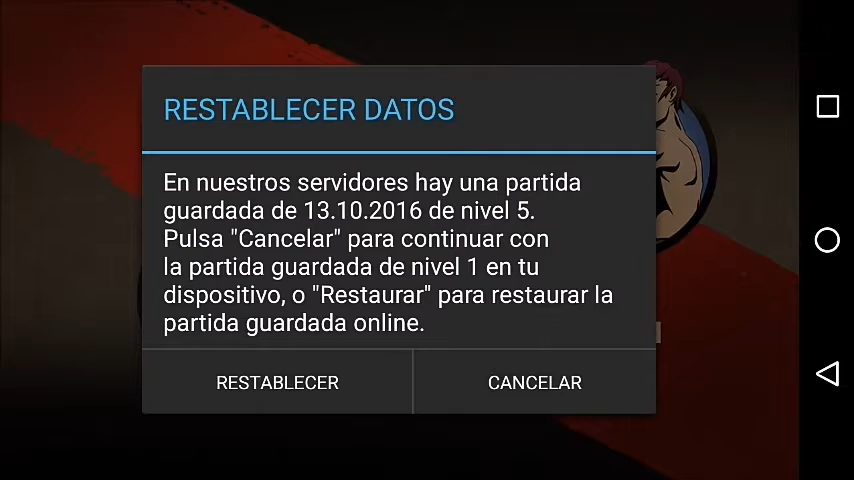 RESTABLECER DATOS
En nuestros servidores hay una partida
guardada de 13.10.2016 de nivel 5.
Pulsa "Cancelar" para continuar con
la partida guardada de nivel 1 en tu
dispositivo, o "Restaurar" para restaurar la
partida guardada online.
RESTABLECER
CANCELAR